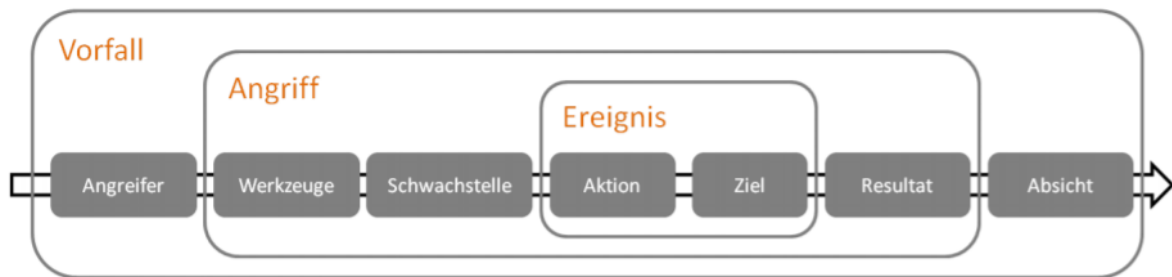 Vorfall
Angriff
Ereignis
Angreifer Werkzeuge Schwachstelle Aktion Ziel Resultat Absicht